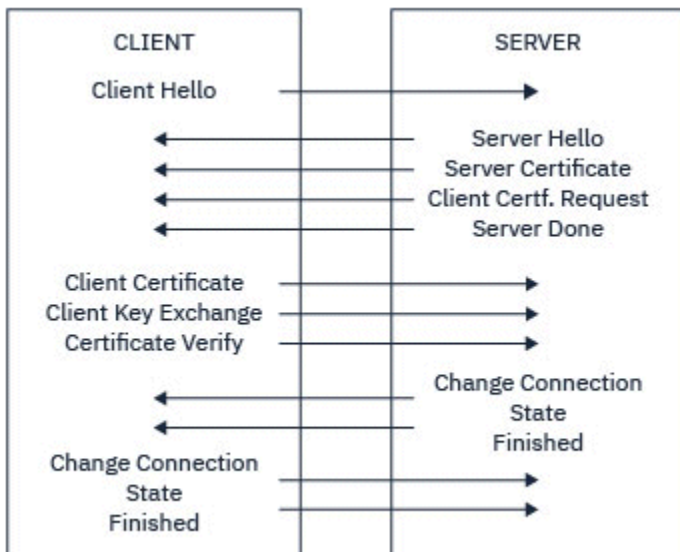 CLIENT
SERVER
Client Hello
Server Hello
Server Certificate
Client Certf. Request
Server Done
Client Certificate
Client Key Exchange
Certificate Verify
Change Connection
State
Finished
Change Connection
State
Finished